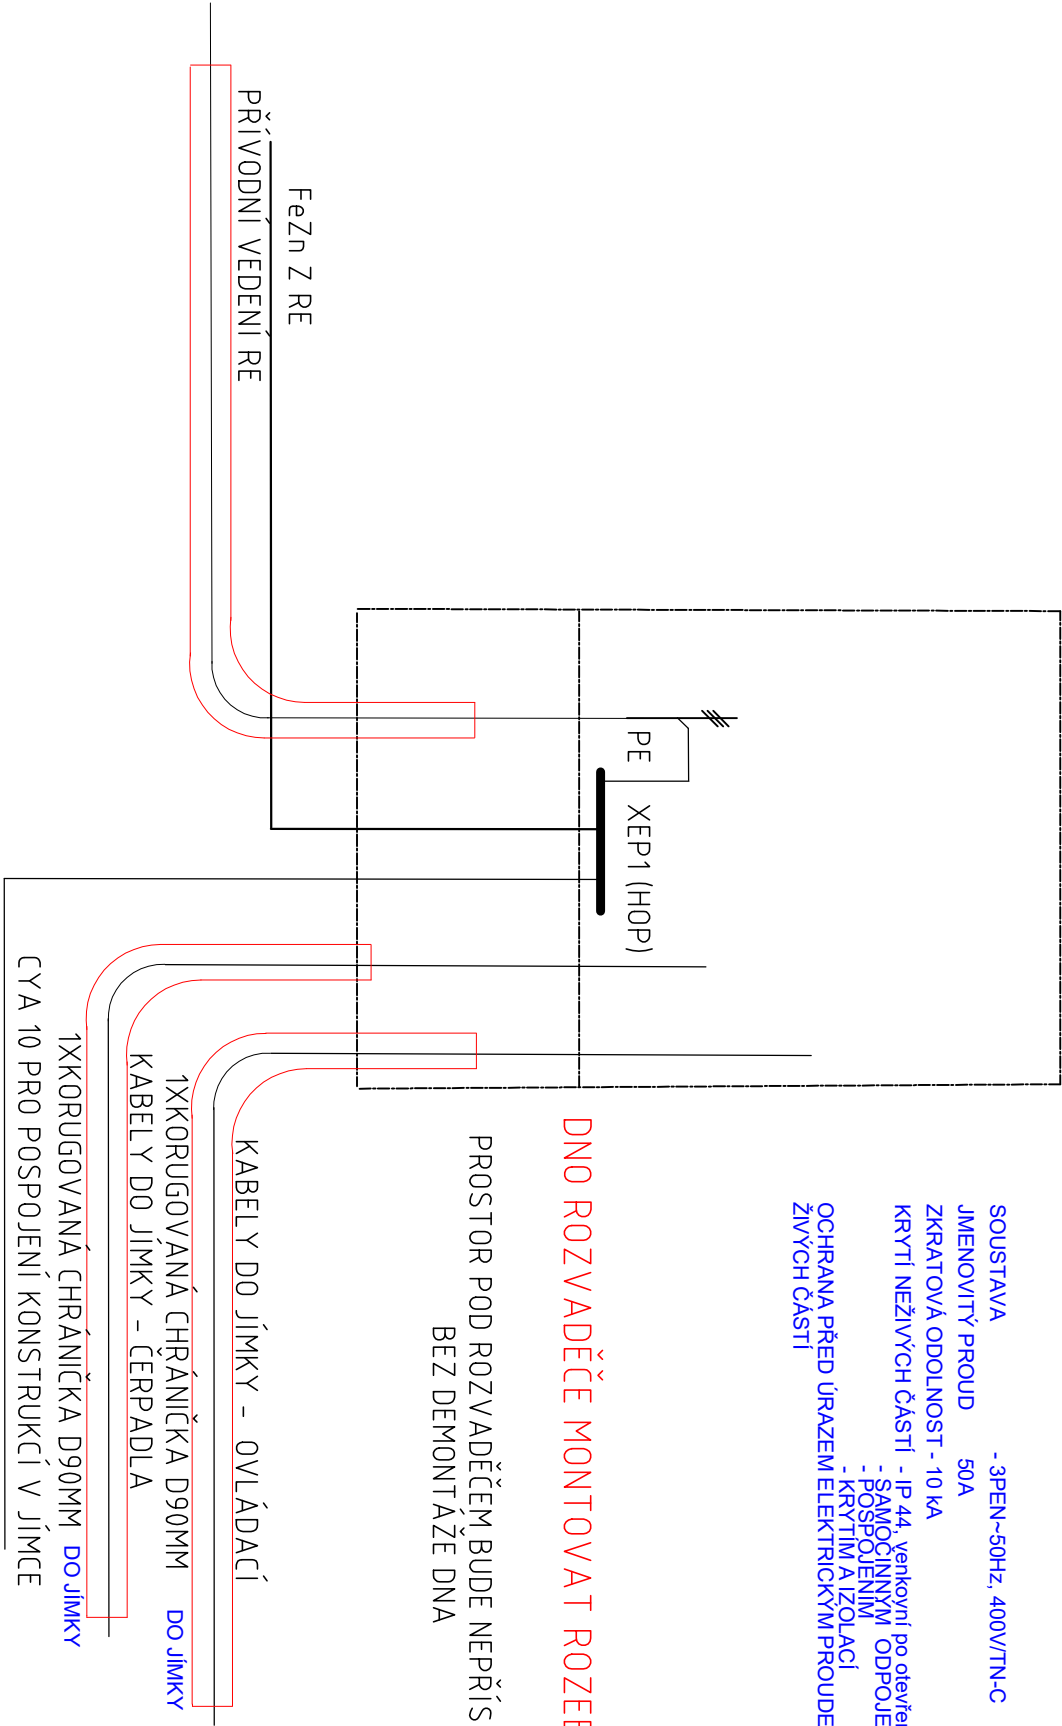 SOUSTAVA - 3PEN~50Hz, 400V/TN-C
JMENOVITÝ PROUD 50A
ZKRATOVÁ ODOLNOST - 10 kA
KRYTÍ NEŽIVÝCH ČÁSTÍ - IP 44, venkovní po otevře
- SAMOČINNÝM ODPOJE
- POSPOJENÍM
- KRYTÍM A IZOLACÍ
OCHRANA PŘED ÚRAZEM ELEKTRICKÝM PROUDE
ŽIVÝCH ČÁSTÍ
PE XEP1 (HOP)
DNO ROZVADĚČE MONTOVAT ROZEB
PROSTOR POD ROZVADĚČEM BUDE NEPŘÍS
BEZ DEMONTÁŽE DNA
FeZn Z RE
PŘÍVODNÍ VEDENÍ RE
KABELY DO JÍMKY - OVLÁDACÍ
1XKORUGOVANÁ CHRÁNIČKA D90MM DO JÍMKY
KABELY DO JÍMKY - ČERPADLA
1XKORUGOVANÁ CHRÁNIČKA D90MM DO JÍMKY
CYA 10 PRO POSPOJENÍ KONSTRUKCÍ V JÍMCE